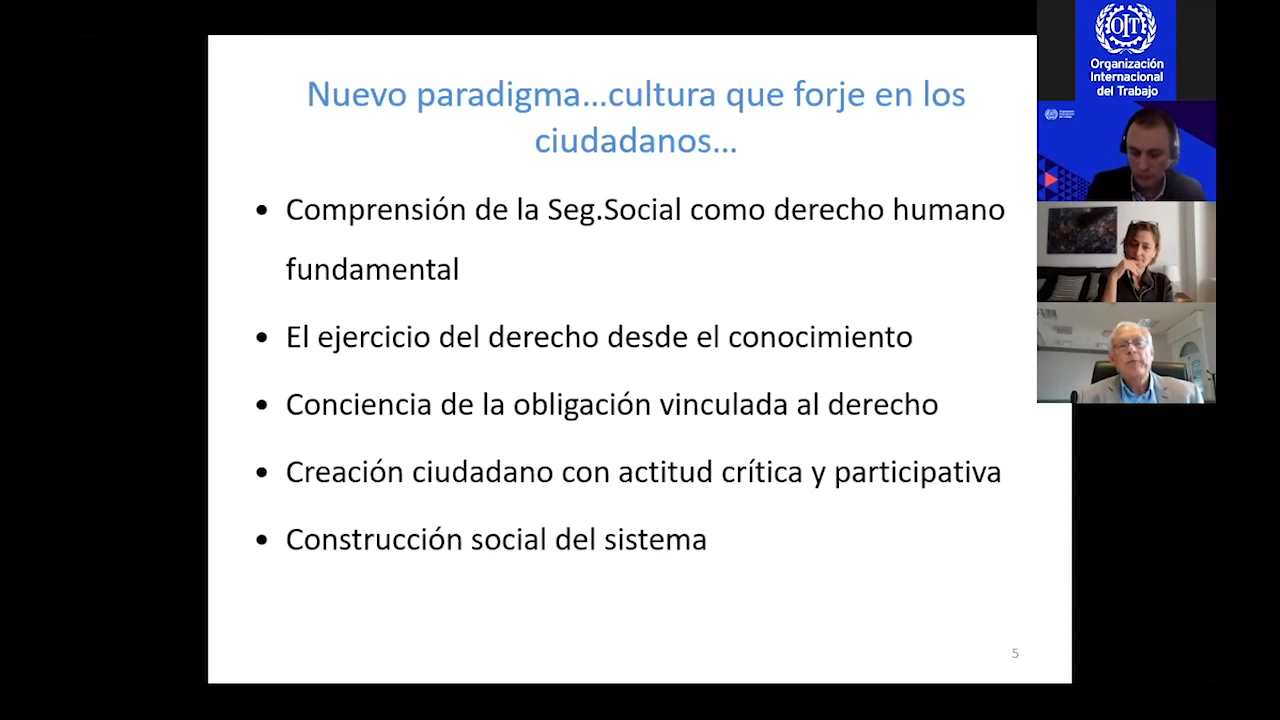 Nuevo paradigma...cultura que forje en los
ciudadanos...
• Comprensión de la Seg.Social como derecho humano
fundamental
• El ejercicio del derecho desde el conocimiento
• Conciencia de la obligación vinculada al derecho
• Creación ciudadano con actitud crítica y participativa
• Construcción social del sistema
5
OIT
Organización
Internacional
del Trabajo